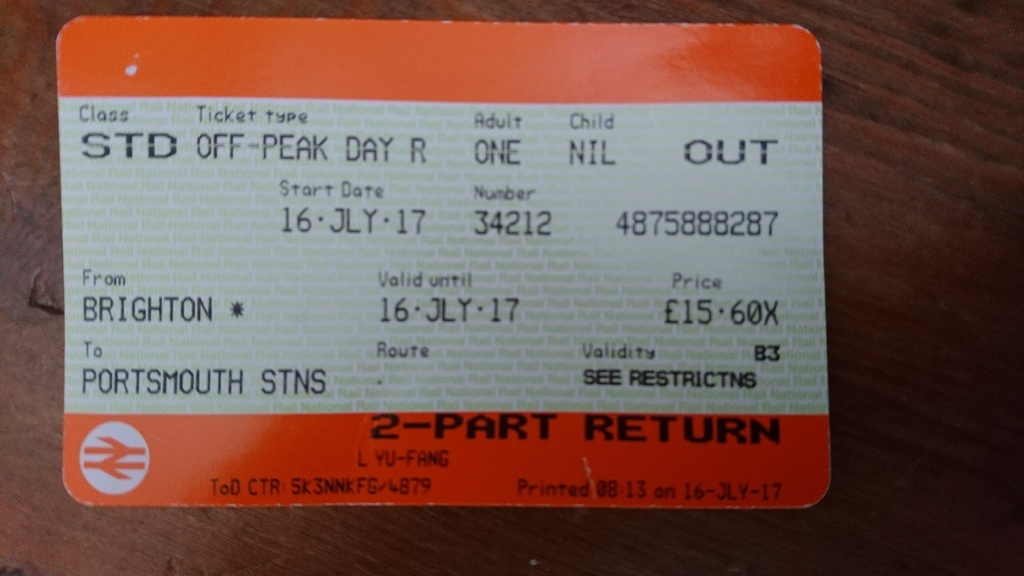 Class Ticket type Adult Child
STD OFF-PEAK DAY R ONE NIL OUT
Start Date Number
16·JLY·17 34212 4875888287
From Valid until Price
BRIGHTON * 16·JLY·17 £15·60X
To Route Validity B3
PORTSMOUTH STNS . SEE RESTRICTNS
2-PART RETURN
L YU-FANG
ToD CTR: 5K3NNKFG/4879 Printed 08:13 on 16-JLY-17